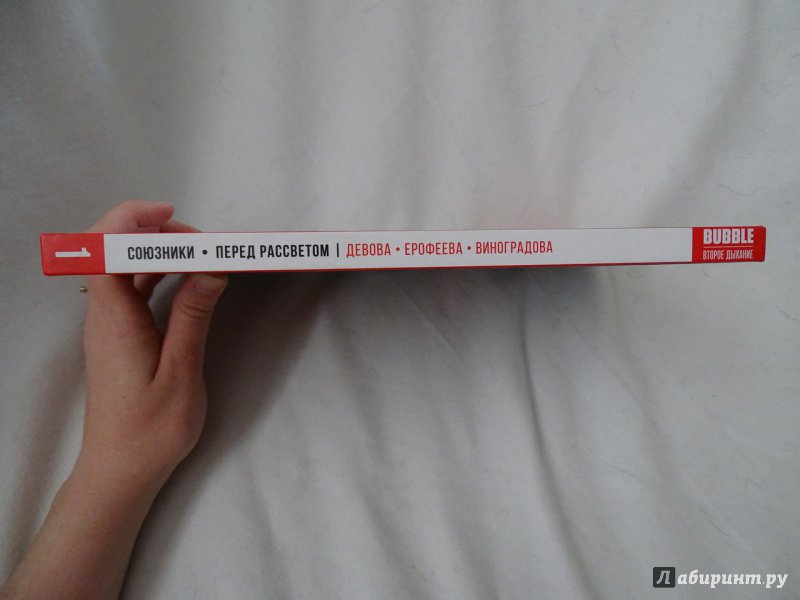 1
СОЮЗНИКИ • ПЕРЕД РАССВЕТОМ | ДЕВОВА • ЕРОФЕЕВА • ВИНОГРАДОВА
BUBBLE
ВТОРОЕ ДЫХАНИЕ
Лабиринт.ру